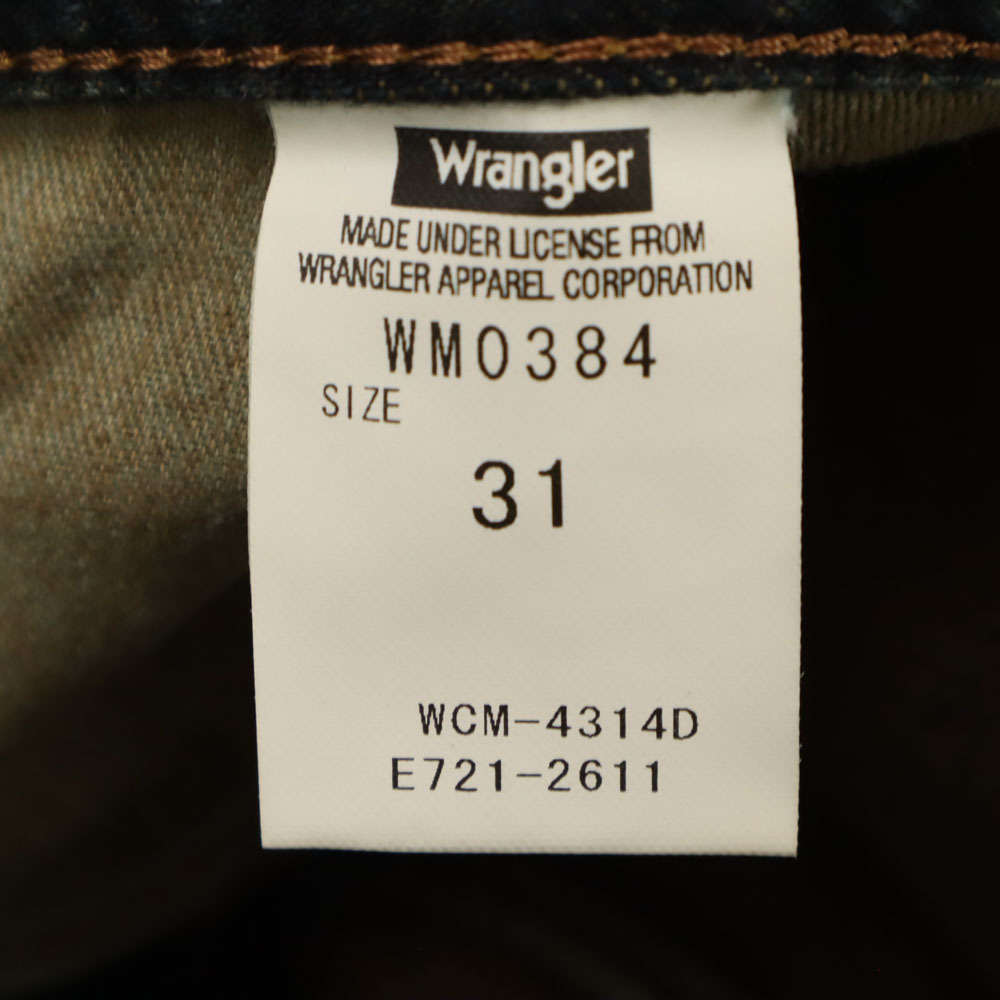 Wrangler
MADE UNDER LICENSE FROM
WRANGLER APPAREL CORPORATION
WM0384
SIZE
31
WCM-4314D
E721-2611